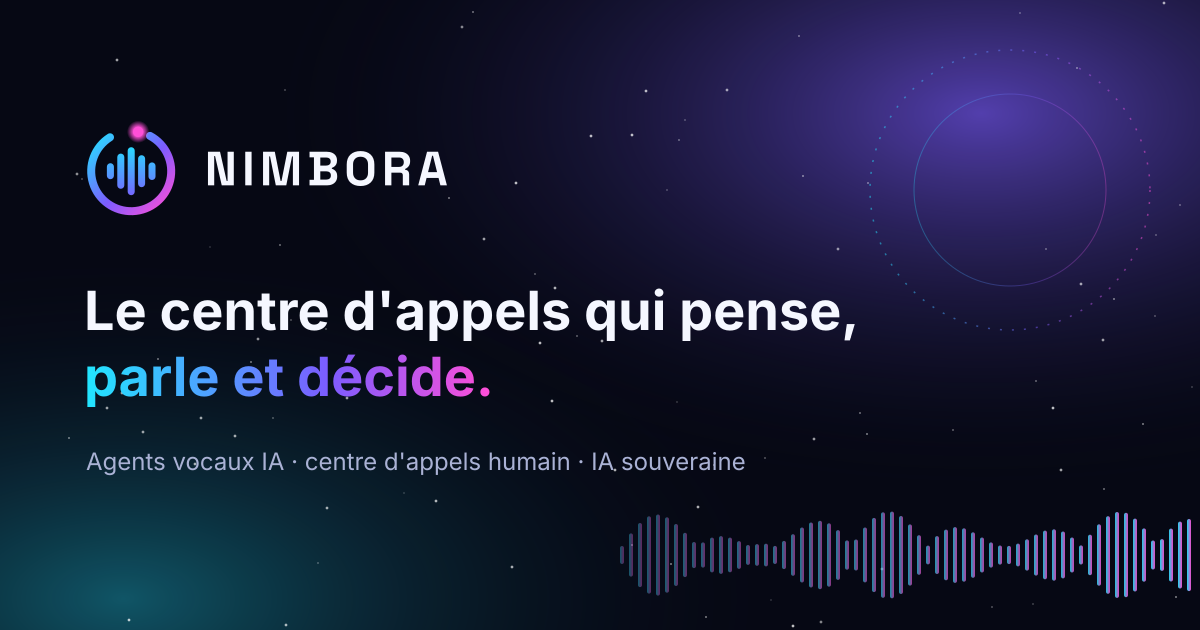 NIMBORA
Le centre d'appels qui pense,
parle et décide.
Agents vocaux IA · centre d'appels humain · IA souveraine